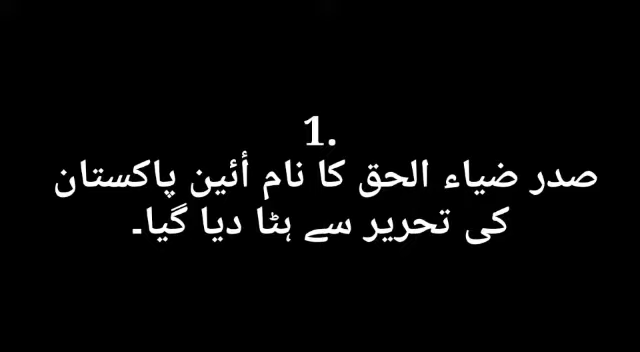 1.
صدر ضیاء الحق کا نام أئین پاکستان
کی تحریر سے ہٹا دیا گیا۔